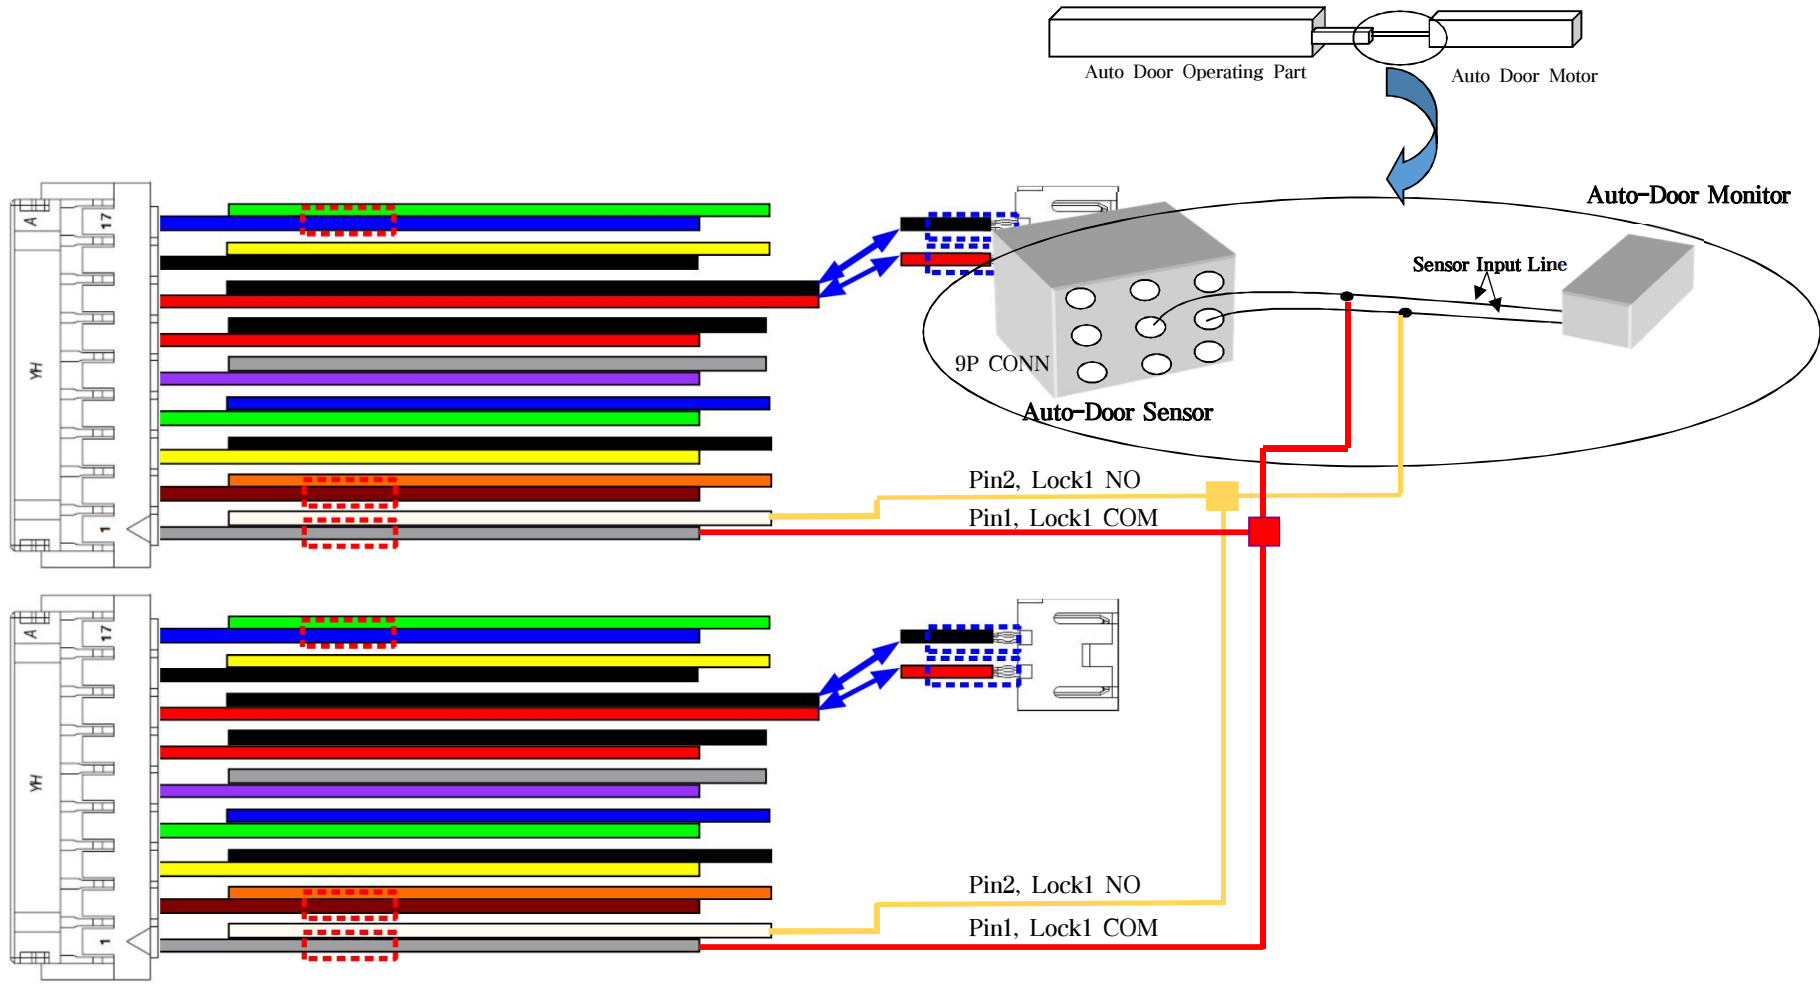 Auto Door Operating Part
Auto Door Motor
Auto-Door Monitor
Sensor Input Line
9P CONN
Auto-Door Sensor
A
17
YH
1
Pin2, Lock1 NO
Pin1, Lock1 COM
A
17
YH
1
Pin2, Lock1 NO
Pin1, Lock1 COM